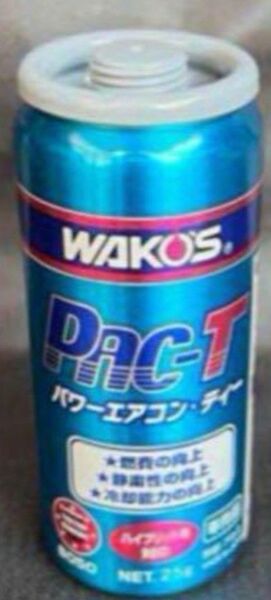 WAKO'S®
PAC-T
パワーエアコン・ティー
★燃費の向上
★静粛性の向上
★冷却能力の向上
ハイブリッド車
対応
NET. 25g